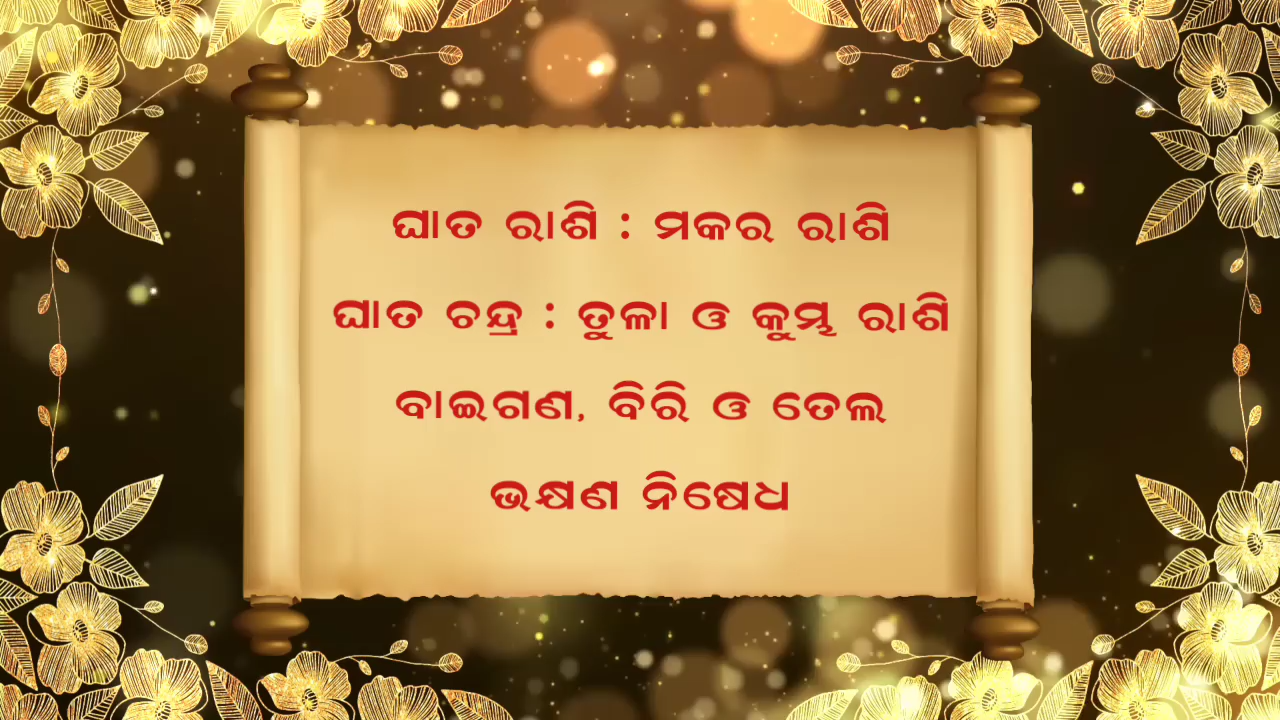 ଘାତ ରାଶି : ମକର ରାଶି
ଘାତ ଚନ୍ଦ୍ର : ତୁଳା ଓ କୁମ୍ଭ ରାଶି
ବାଇଗଣ, ବିରି ଓ ତେଲ
ଭକ୍ଷଣ ନିଷେଧ